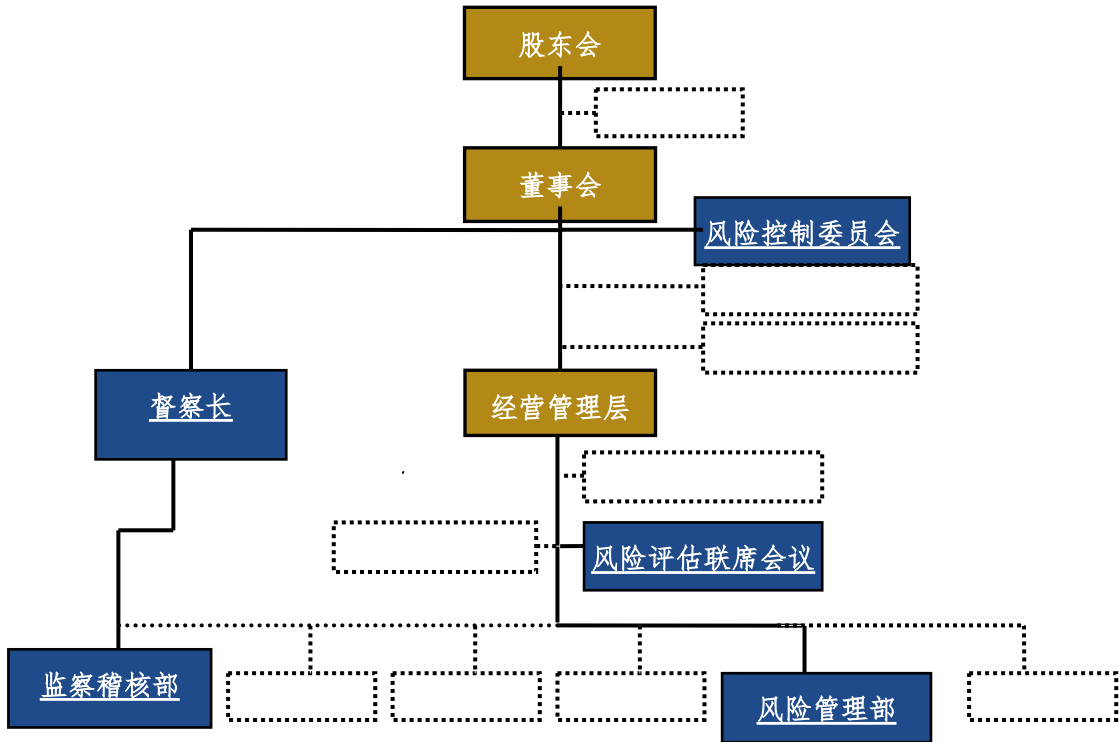 股东会
董事会
风险控制委员会
督察长
经营管理层
风险评估联席会议
监察稽核部
风险管理部